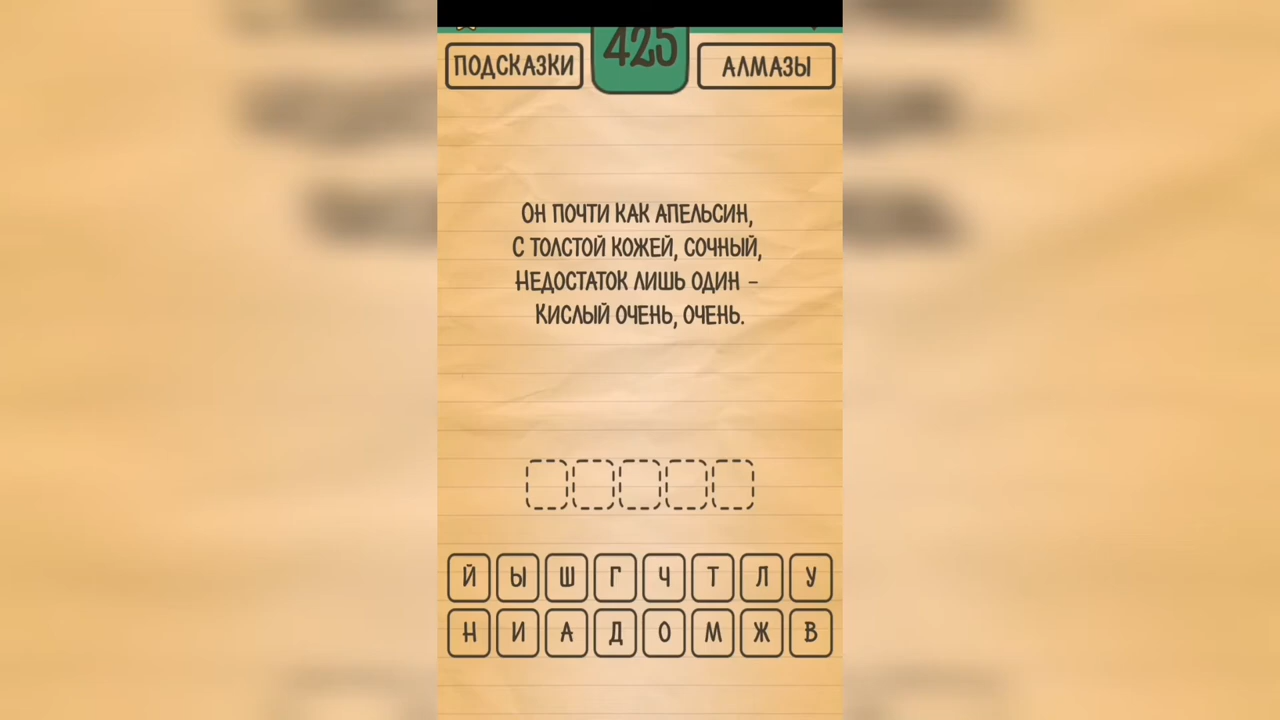 ПОДСКАЗКИ
425
АЛМАЗЫ
ОН ПОЧТИ КАК АПЕЛЬСИН,
С ТОЛСТОЙ КОЖЕЙ, СОЧНЫЙ,
НЕДОСТАТОК ЛИШЬ ОДИН –
КИСЛЫЙ ОЧЕНЬ, ОЧЕНЬ.
Й Ы Ш Г Ч Т Л У
Н И А Д О М Ж В